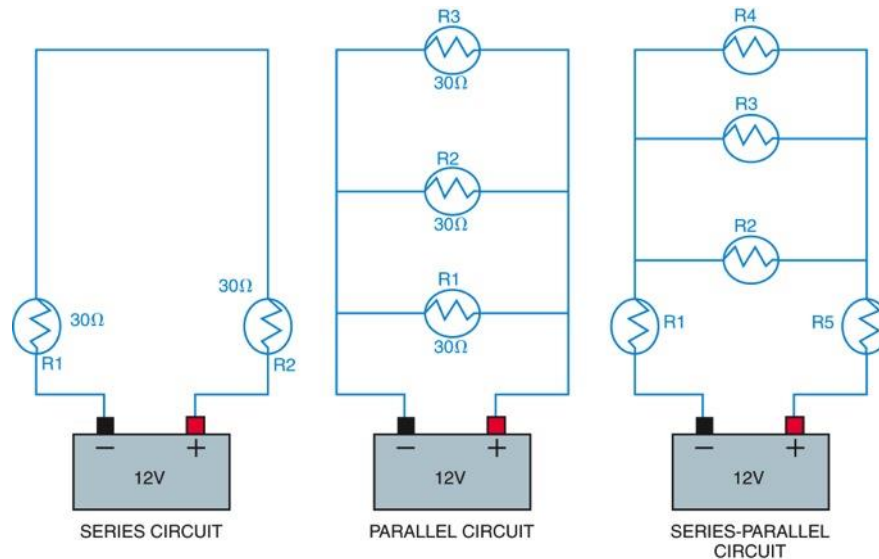 30Ω
30Ω
R1
R2
−
+
12V
SERIES CIRCUIT
R3
30Ω
R2
30Ω
R1
30Ω
−
+
12V
PARALLEL CIRCUIT
R4
R3
R2
R1
R5
−
+
12V
SERIES-PARALLEL
CIRCUIT